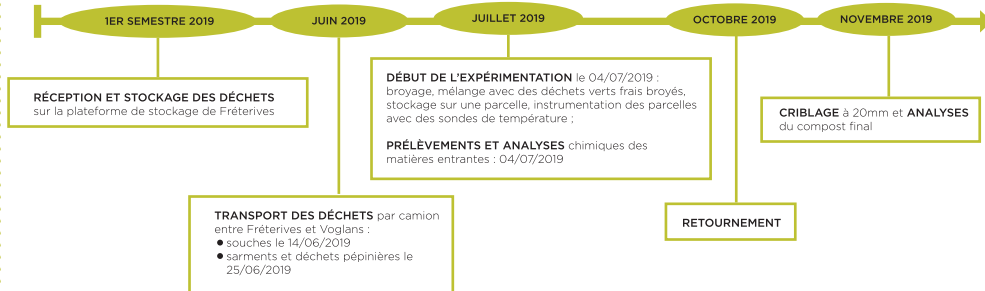 1ER SEMESTRE 2019
JUIN 2019
JUILLET 2019
OCTOBRE 2019
NOVEMBRE 2019
RÉCEPTION ET STOCKAGE DES DÉCHETS
sur la plateforme de stockage de Fréterives
TRANSPORT DES DÉCHETS par camion
entre Fréterives et Voglans :
● souches le 14/06/2019
● sarments et déchets pépinières le
25/06/2019
DÉBUT DE L'EXPÉRIMENTATION le 04/07/2019 :
broyage, mélange avec des déchets verts frais broyés,
stockage sur une parcelle, instrumentation des parcelles
avec des sondes de température ;
PRÉLÈVEMENTS ET ANALYSES chimiques des
matières entrantes : 04/07/2019
RETOURNEMENT
CRIBLAGE à 20mm et ANALYSES
du compost final